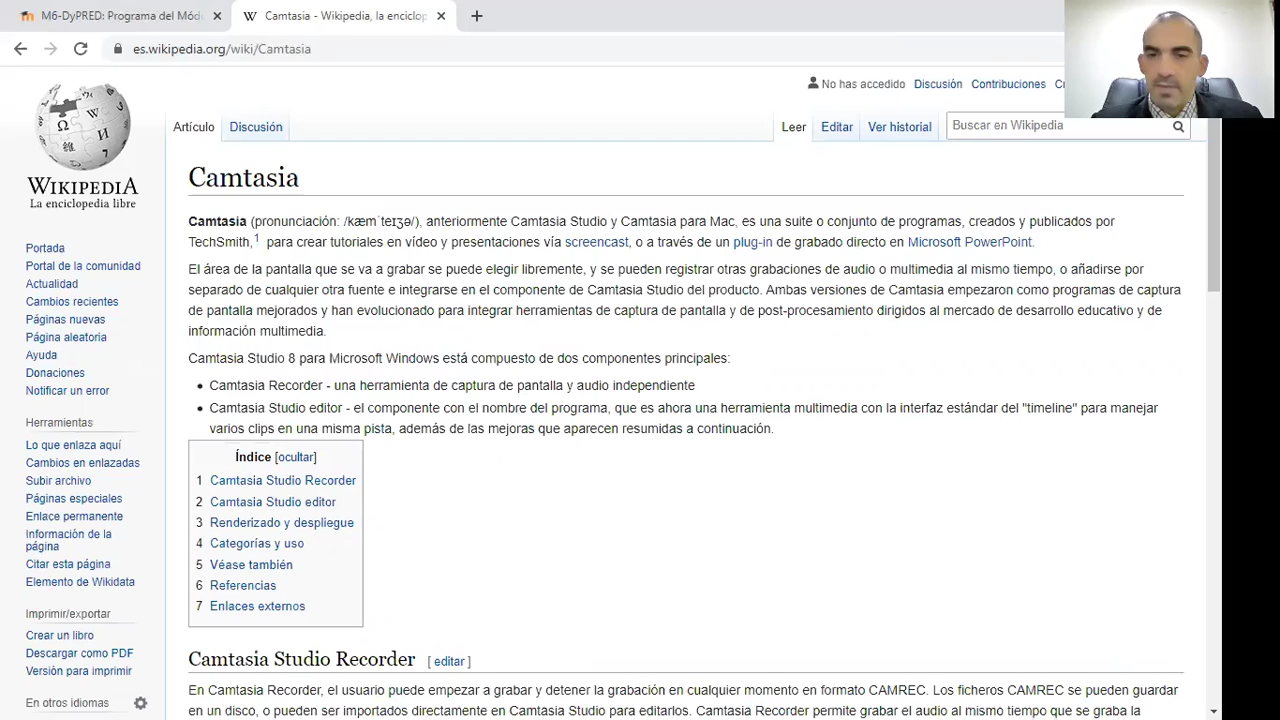 M6-DyPRED: Programa del Módu
Camtasia - Wikipedia, la enciclop
es.wikipedia.org/wiki/Camtasia
No has accedido Discusión Contribuciones
Artículo Discusión Leer Editar Ver historial Buscar en Wikipedia
WIKIPEDIA
La enciclopedia libre
Portada
Portal de la comunidad
Actualidad
Cambios recientes
Páginas nuevas
Página aleatoria
Ayuda
Donaciones
Notificar un error
Herramientas
Lo que enlaza aquí
Cambios en enlazadas
Subir archivo
Páginas especiales
Enlace permanente
Información de la
página
Citar esta página
Elemento de Wikidata
Imprimir/exportar
Crear un libro
Descargar como PDF
Versión para imprimir
En otros idiomas
Camtasia
Camtasia (pronunciación: /kæmˈteɪʒə/), anteriormente Camtasia Studio y Camtasia para Mac, es una suite o conjunto de programas, creados y publicados por
TechSmith,1 para crear tutoriales en vídeo y presentaciones vía screencast, o a través de un plug-in de grabado directo en Microsoft PowerPoint.
El área de la pantalla que se va a grabar se puede elegir libremente, y se pueden registrar otras grabaciones de audio o multimedia al mismo tiempo, o añadirse por
separado de cualquier otra fuente e integrarse en el componente de Camtasia Studio del producto. Ambas versiones de Camtasia empezaron como programas de captura
de pantalla mejorados y han evolucionado para integrar herramientas de captura de pantalla y de post-procesamiento dirigidos al mercado de desarrollo educativo y de
información multimedia.
Camtasia Studio 8 para Microsoft Windows está compuesto de dos componentes principales:
• Camtasia Recorder - una herramienta de captura de pantalla y audio independiente
• Camtasia Studio editor - el componente con el nombre del programa, que es ahora una herramienta multimedia con la interfaz estándar del "timeline" para manejar
varios clips en una misma pista, además de las mejoras que aparecen resumidas a continuación.
Índice [ocultar]
1 Camtasia Studio Recorder
2 Camtasia Studio editor
3 Renderizado y despliegue
4 Categorías y uso
5 Véase también
6 Referencias
7 Enlaces externos
Camtasia Studio Recorder [ editar ]
En Camtasia Recorder, el usuario puede empezar a grabar y detener la grabación en cualquier momento en formato CAMREC. Los ficheros CAMREC se pueden guardar
en un disco, o pueden ser importados directamente en Camtasia Studio para editarlos. Camtasia Recorder permite grabar el audio al mismo tiempo que se graba la